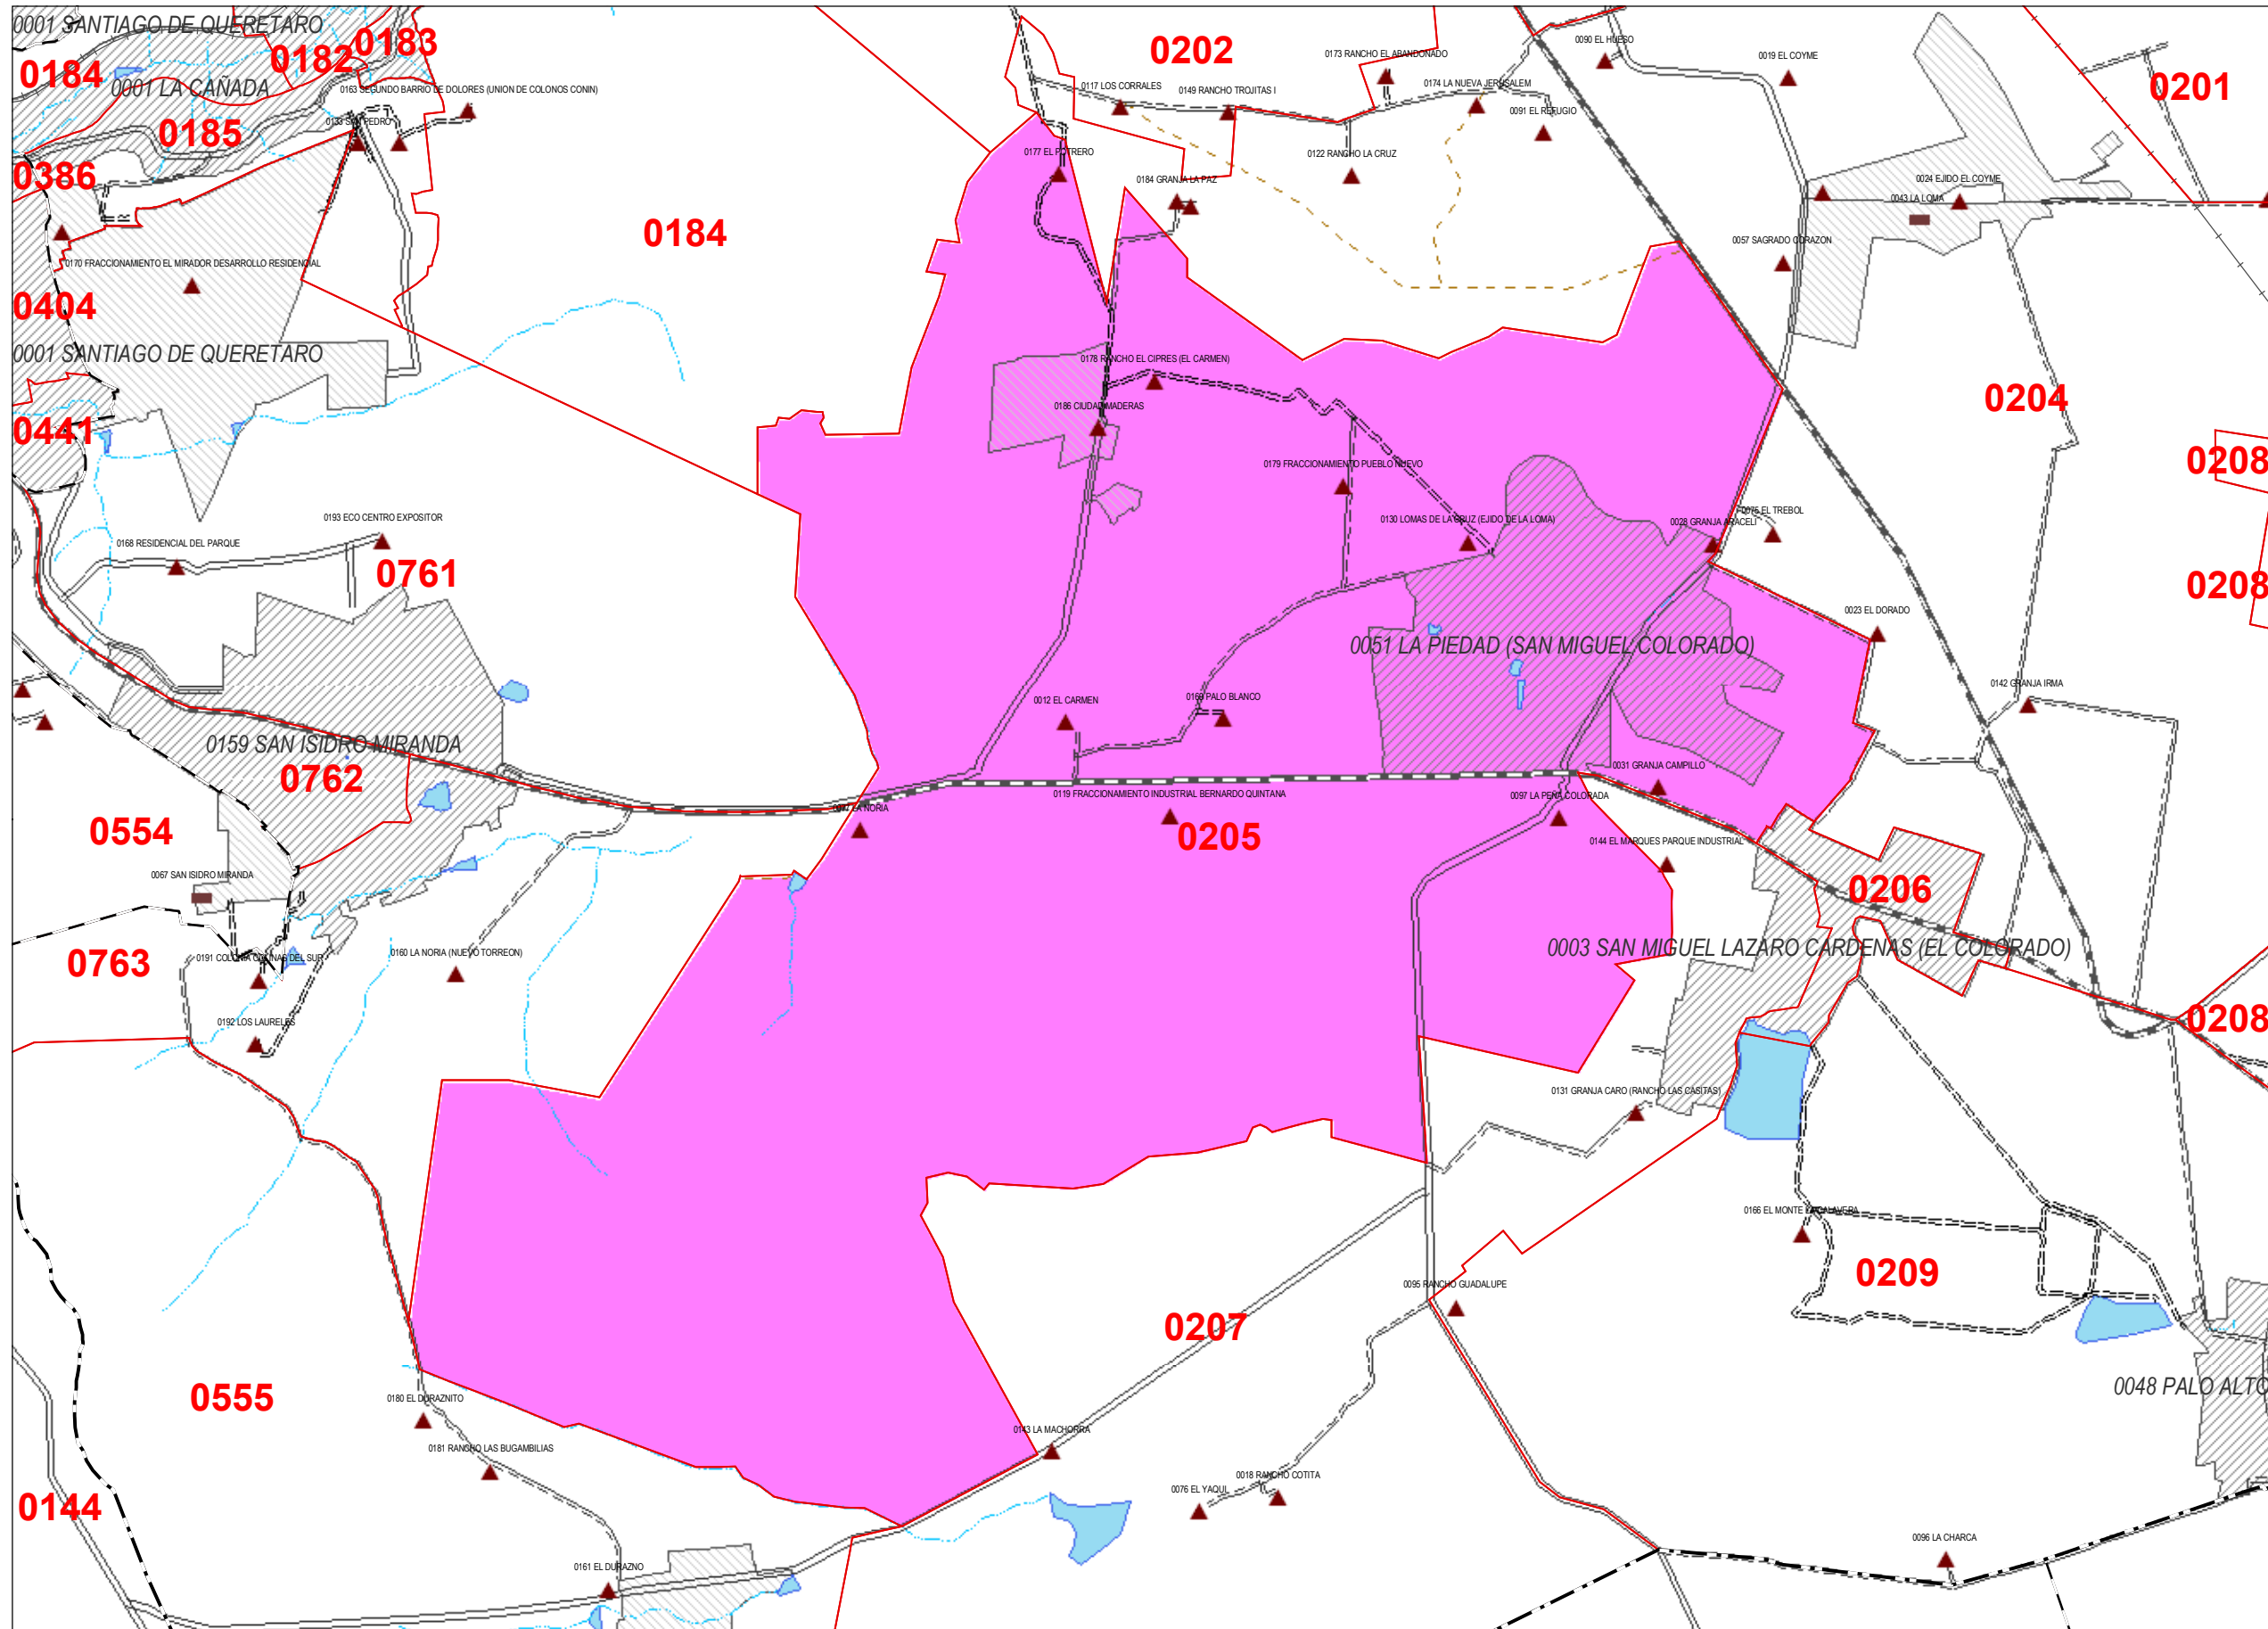 0001 SANTIAGO DE QUERETARO
0182
0183
0184
0001 LA CAÑADA
0163 SEGUNDO BARRIO DE DOLORES (UNION DE COLONOS CONIN)
0185
0133 SAN PEDRO
0386
0170 FRACCIONAMIENTO EL MIRADOR DESARROLLO RESIDENCIAL
0404
0001 SANTIAGO DE QUERETARO
0441
0184
0202
0173 RANCHO EL ABANDONADO
0117 LOS CORRALES
0149 RANCHO TROJITAS I
0174 LA NUEVA JERUSALEM
0091 EL REFUGIO
0090 EL HUESO
0019 EL COYME
0201
0177 EL POTRERO
0122 RANCHO LA CRUZ
0184 GRANJA LA PAZ
0024 EJIDO EL COYME
0043 LA LOMA
0057 SAGRADO CORAZON
0178 RANCHO EL CIPRES (EL CARMEN)
0186 CIUDAD MADERAS
0204
0179 FRACCIONAMIENTO PUEBLO NUEVO
0208
0193 ECO CENTRO EXPOSITOR
0168 RESIDENCIAL DEL PARQUE
0761
0130 LOMAS DE LA CRUZ (EJIDO DE LA LOMA)
0028 GRANJA ARACELI
0075 EL TREBOL
0208
0023 EL DORADO
0051 LA PIEDAD (SAN MIGUEL COLORADO)
0142 GRANJA IRMA
0012 EL CARMEN
0169 PALO BLANCO
0159 SAN ISIDRO MIRANDA
0762
0031 GRANJA CAMPILLO
0119 FRACCIONAMIENTO INDUSTRIAL BERNARDO QUINTANA
0097 LA PEÑA COLORADA
0077 LA NORIA
0205
0554
0144 EL MARQUES PARQUE INDUSTRIAL
0067 SAN ISIDRO MIRANDA
0206
0003 SAN MIGUEL LAZARO CARDENAS (EL COLORADO)
0763
0191 COLONIA COLINAS DEL SUR
0160 LA NORIA (NUEVO TORREON)
0192 LOS LAURELES
0208
0131 GRANJA CARO (RANCHO LAS CASITAS)
0166 EL MONTE LA CALAVERA
0209
0095 RANCHO GUADALUPE
0207
0048 PALO ALTO
0555
0180 EL DURAZNITO
0181 RANCHO LAS BUGAMBILIAS
0143 LA MACHORRA
0018 RANCHO COTITA
0076 EL YAQUI
0144
0096 LA CHARCA
0161 EL DURAZNO